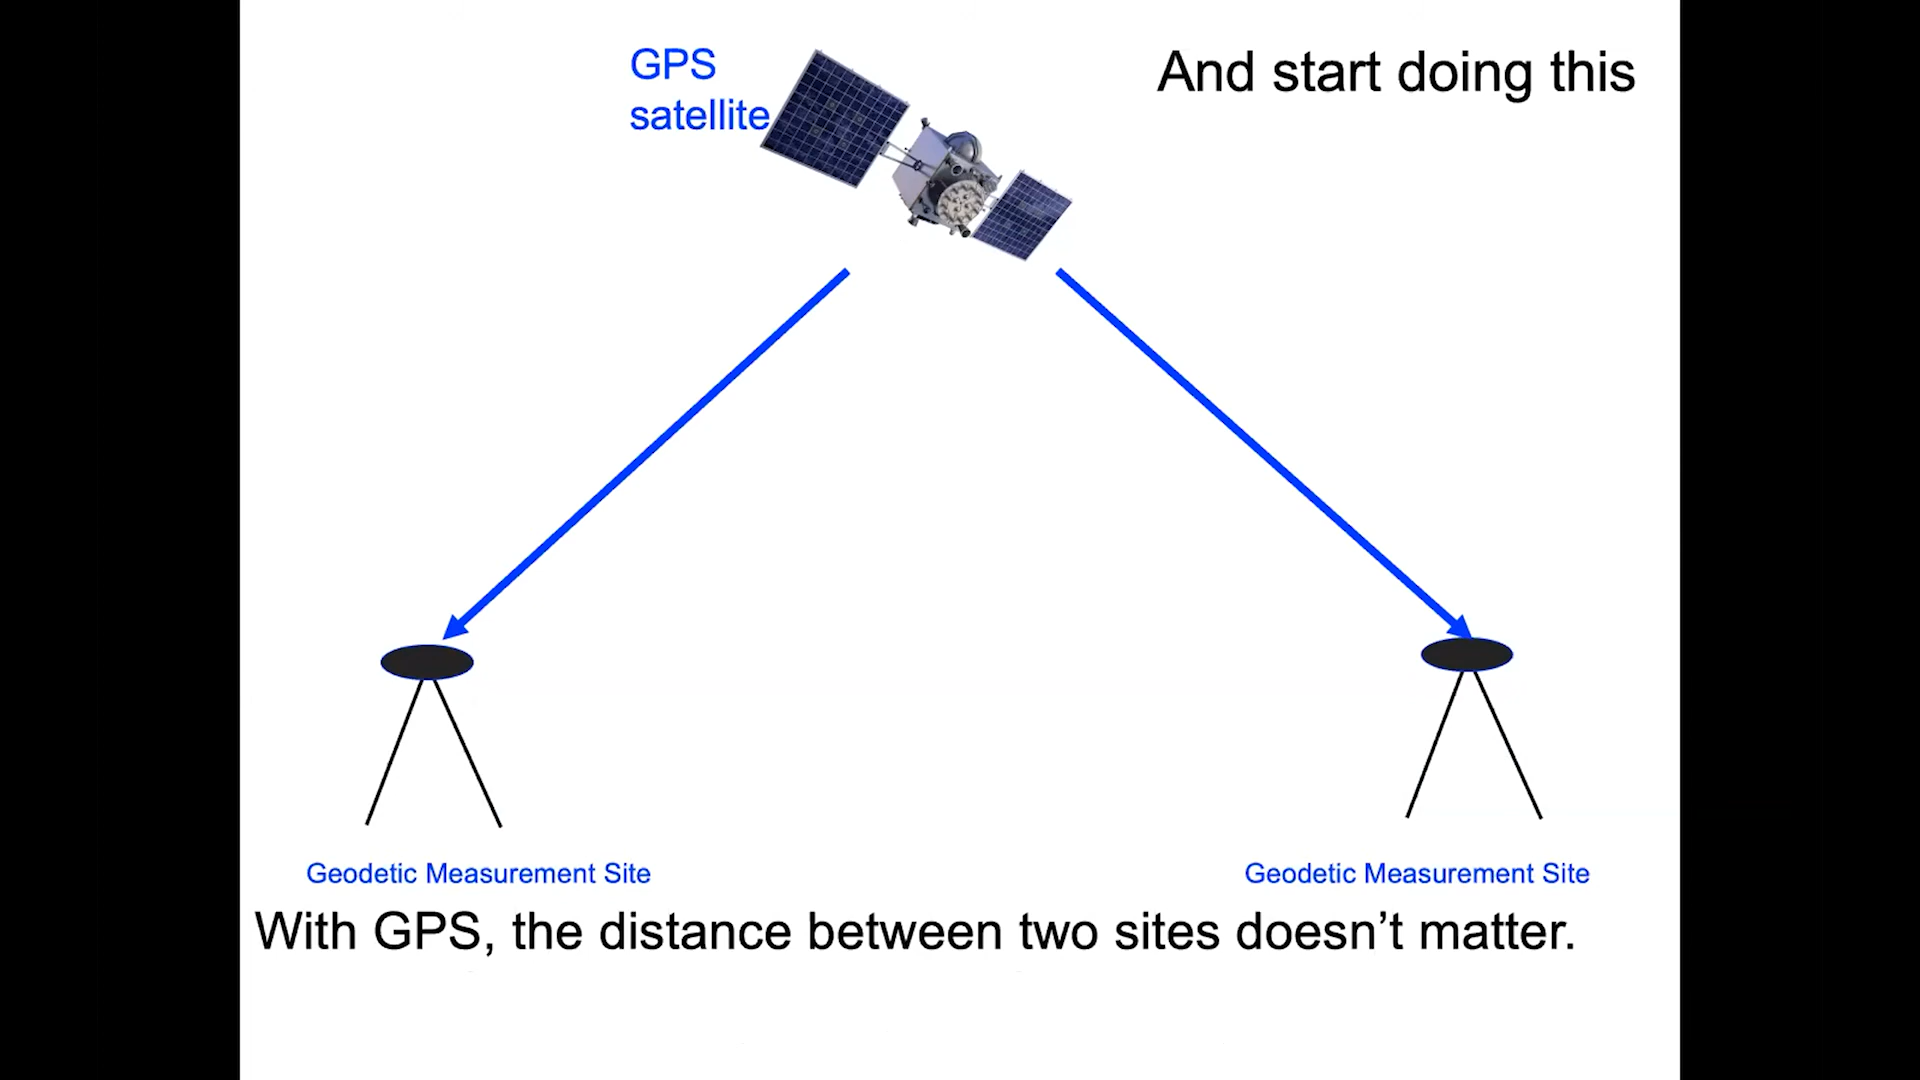 GPS
satellite
And start doing this
Geodetic Measurement Site
Geodetic Measurement Site
With GPS, the distance between two sites doesn’t matter.